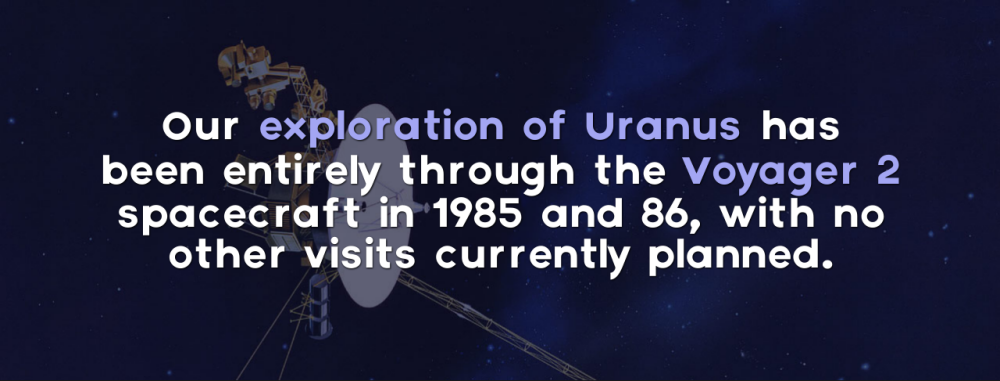 Our exploration of Uranus has
been entirely through the Voyager 2
spacecraft in 1985 and 86, with no
other visits currently planned.